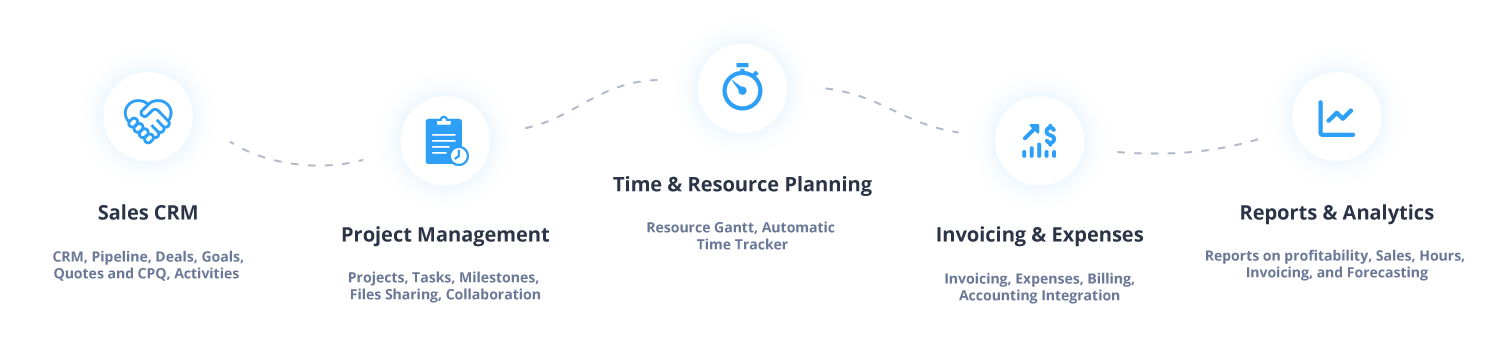 Sales CRM
CRM, Pipeline, Deals, Goals,
Quotes and CPQ, Activities
Project Management
Projects, Tasks, Milestones,
Files Sharing, Collaboration
Time & Resource Planning
Resource Gantt, Automatic
Time Tracker
Invoicing & Expenses
Invoicing, Expenses, Billing,
Accounting Integration
Reports & Analytics
Reports on profitability, Sales, Hours,
Invoicing, and Forecasting